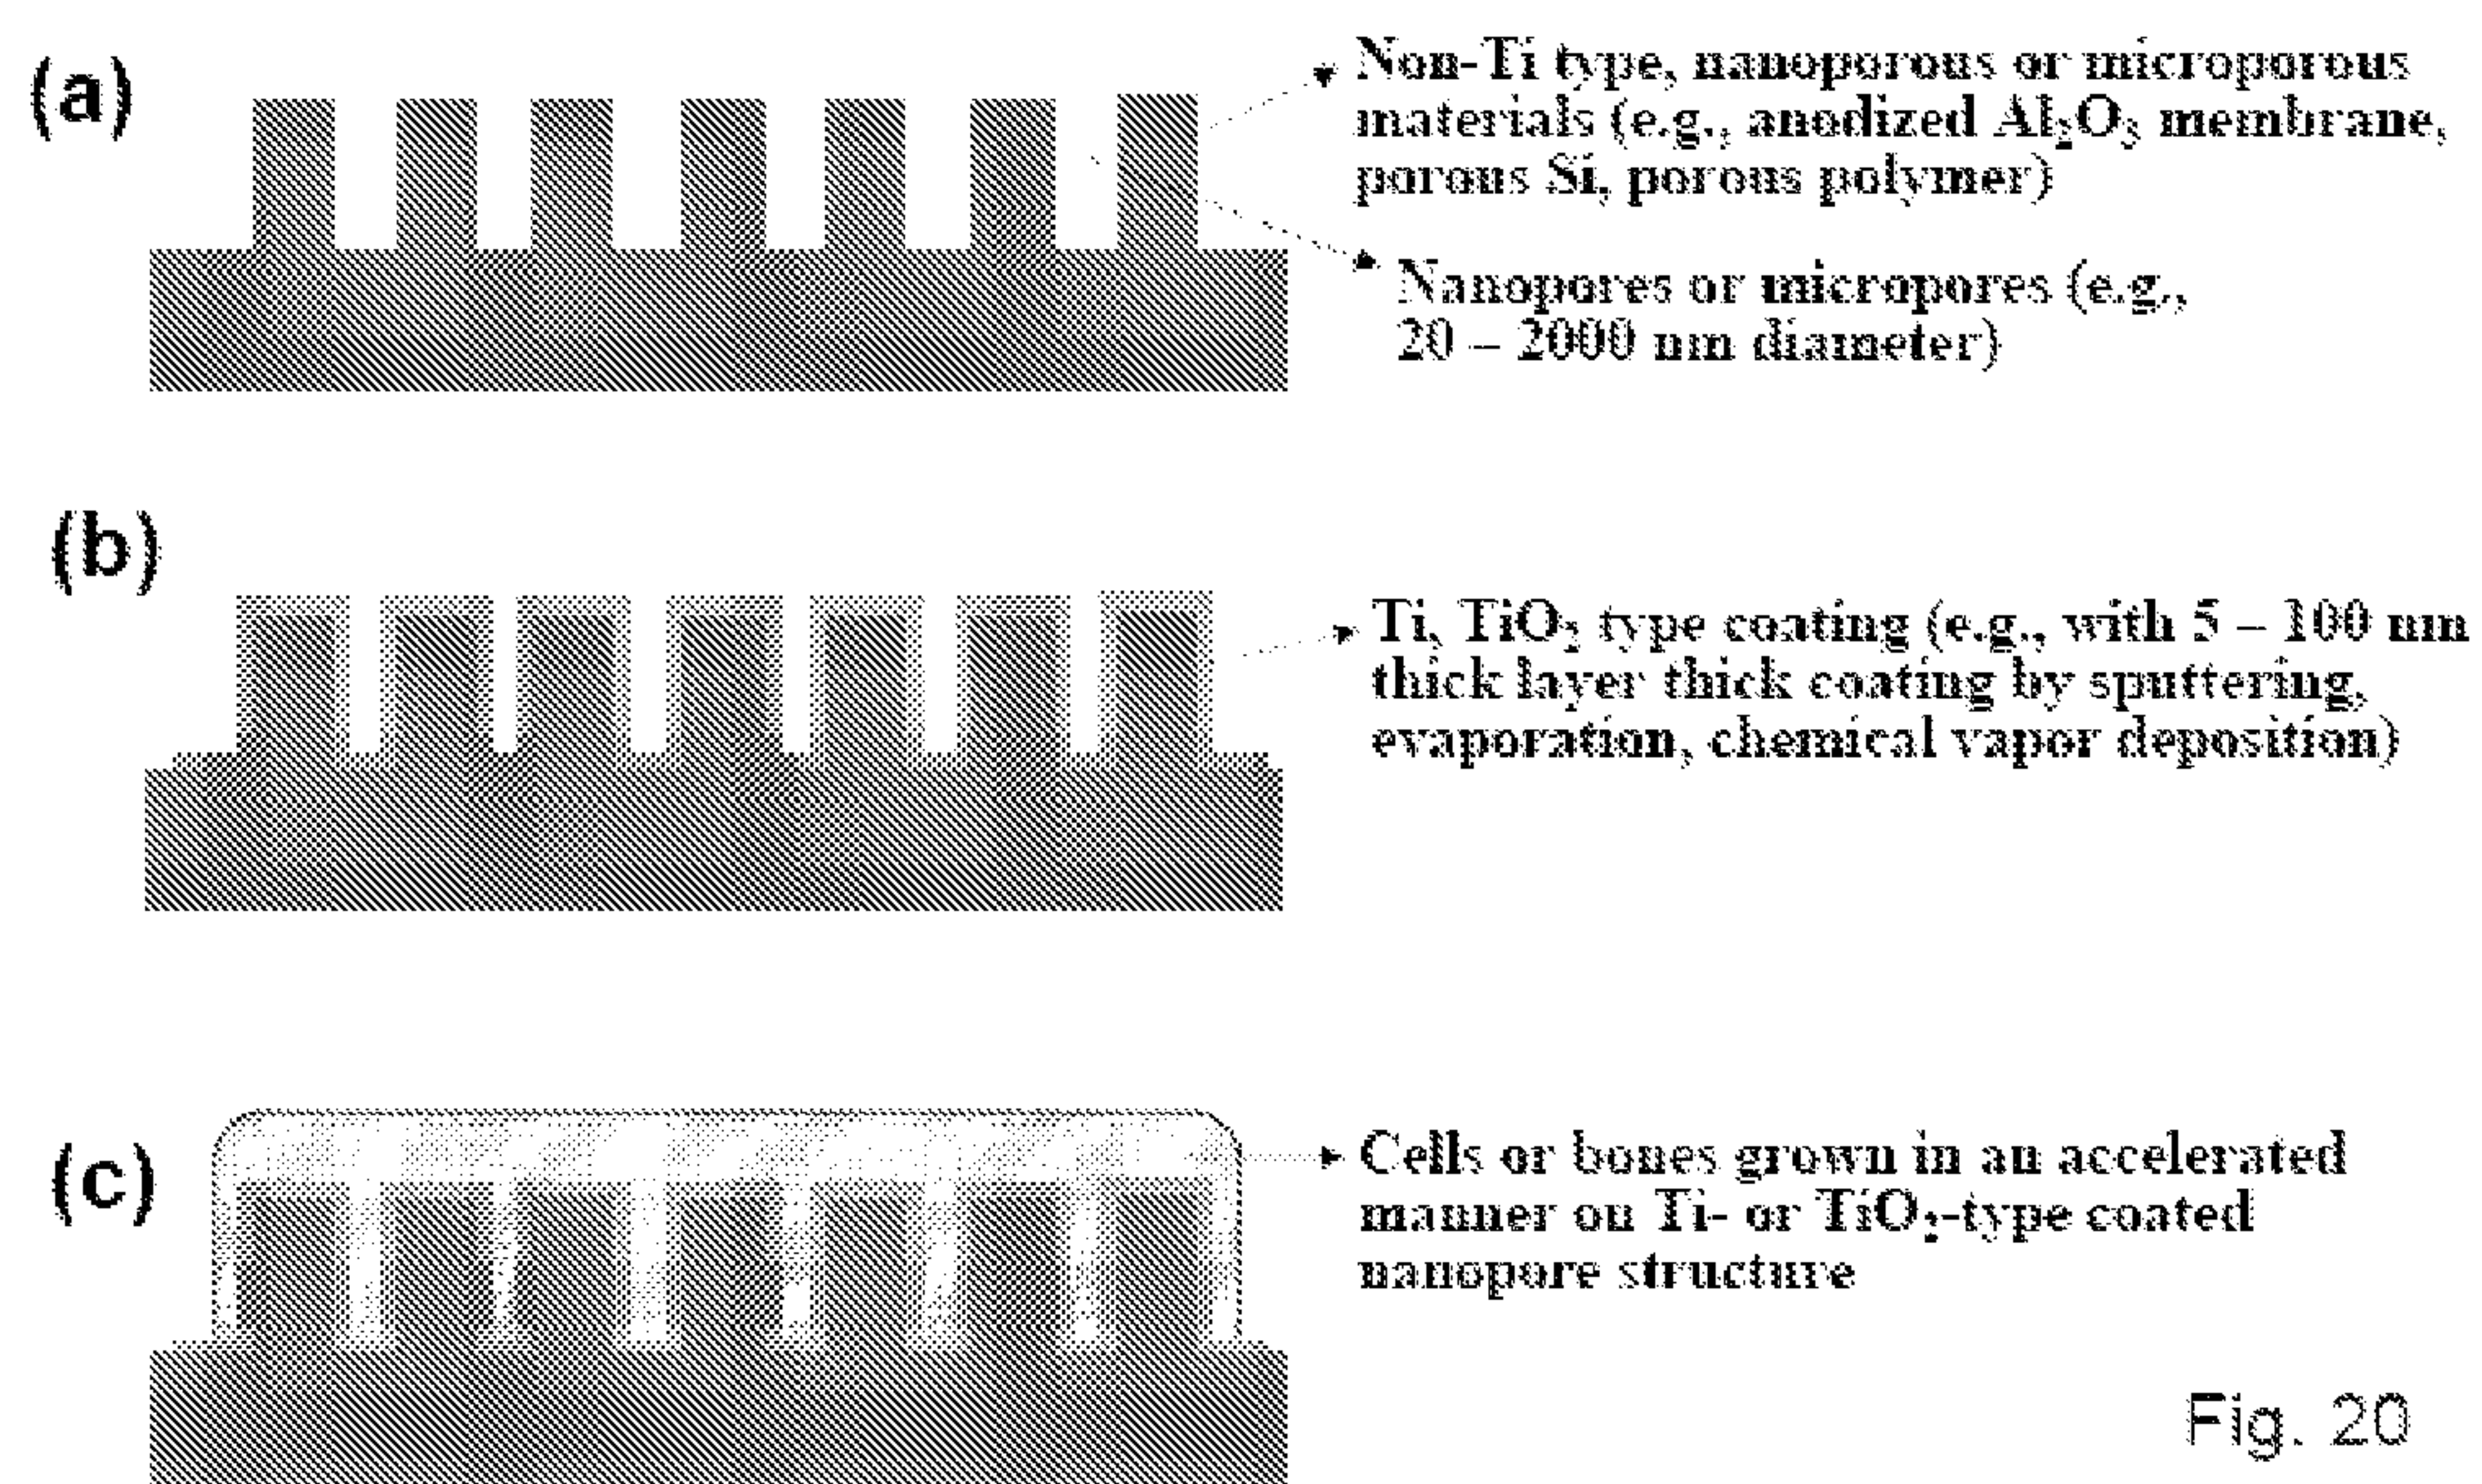 (a)
Non-Ti type, nanoporous or microporous
materials (e.g., anodized Al₂O₃ membrane,
porous Si, porous polymer)
Nanopores or micropores (e.g.,
20 – 2000 nm diameter)
(b)
Ti, TiO₂ type coating (e.g., with 5 – 100 nm
thick layer thick coating by sputtering,
evaporation, chemical vapor deposition)
(c)
Cells or bones grown in an accelerated
manner on Ti- or TiO₂-type coated
nanopore structure
Fig. 20